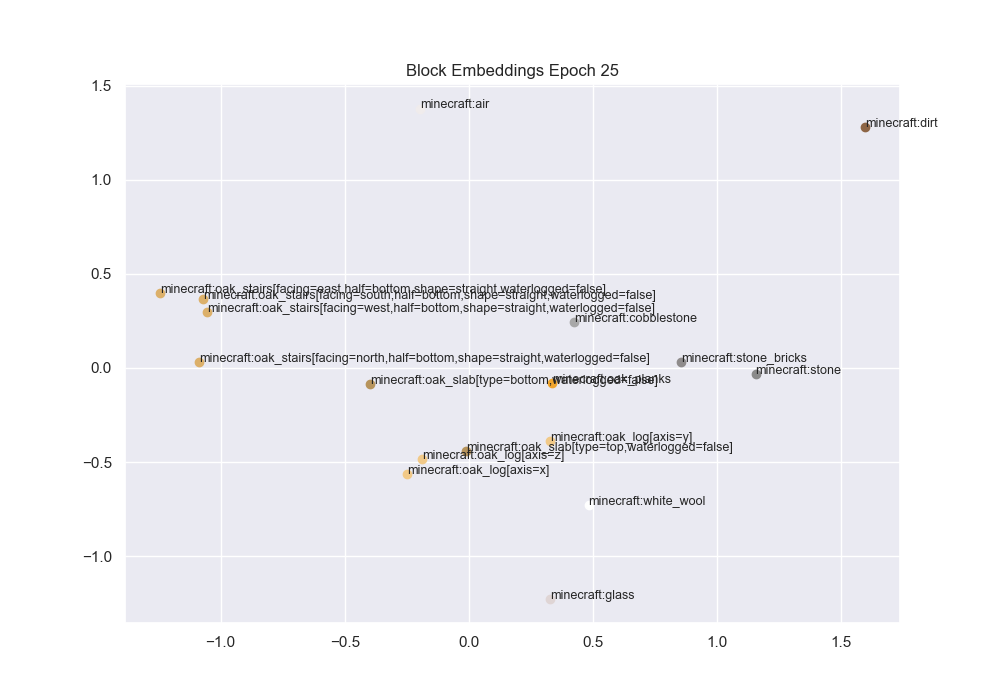 Block Embeddings Epoch 25
1.5
minecraft:air
minecraft:dirt
1.0
0.5
minecraft:oak_stairs[facing=east,half=bottom,shape=straight,waterlogged=false]
minecraft:oak_stairs[facing=south,half=bottom,shape=straight,waterlogged=false]
minecraft:oak_stairs[facing=west,half=bottom,shape=straight,waterlogged=false]
minecraft:cobblestone
minecraft:oak_stairs[facing=north,half=bottom,shape=straight,waterlogged=false]
minecraft:stone_bricks
0.0
minecraft:stone
minecraft:oak_slab[type=bottom,waterlogged=false]
minecraft:oak_planks
minecraft:oak_log[axis=y]
minecraft:oak_slab[type=top,waterlogged=false]
minecraft:oak_log[axis=z]
−0.5
minecraft:oak_log[axis=x]
minecraft:white_wool
−1.0
minecraft:glass
−1.0 −0.5 0.0 0.5 1.0 1.5